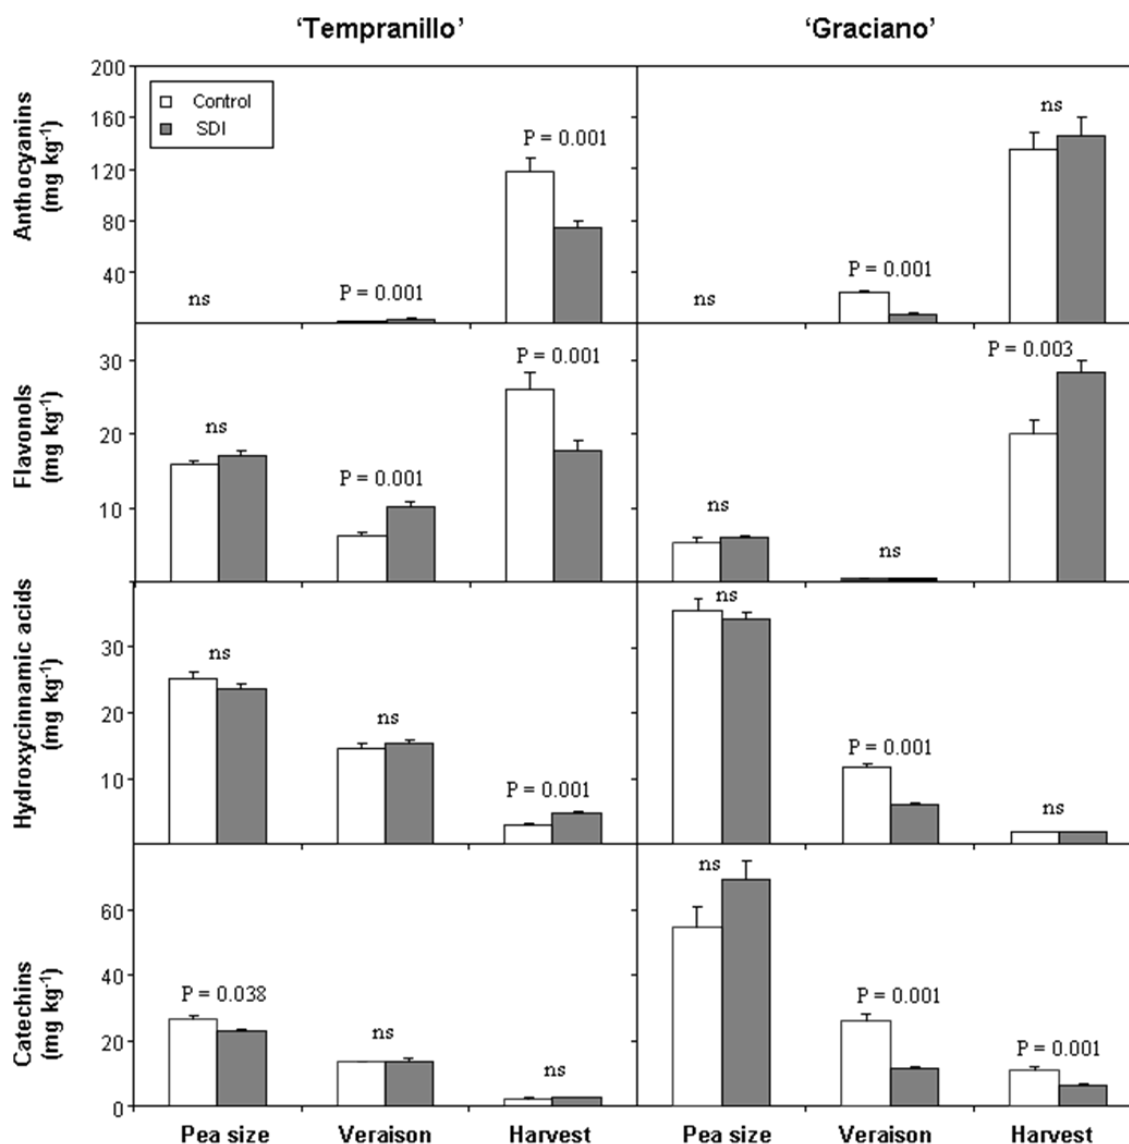 ‘Tempranillo’ ‘Graciano’
Anthocyanins
(mg kg⁻¹)
200
160
120
80
40
Control
SDI
ns
P = 0.001
P = 0.001
ns
P = 0.001
ns
Flavonols
(mg kg⁻¹)
30
20
10
ns
P = 0.001
P = 0.001
ns
ns
P = 0.003
Hydroxycinnamic acids
(mg kg⁻¹)
30
20
10
ns
ns
P = 0.001
ns
P = 0.001
ns
Catechins
(mg kg⁻¹)
60
40
20
0
P = 0.038
ns
ns
ns
P = 0.001
P = 0.001
Pea size Veraison Harvest Pea size Veraison Harvest